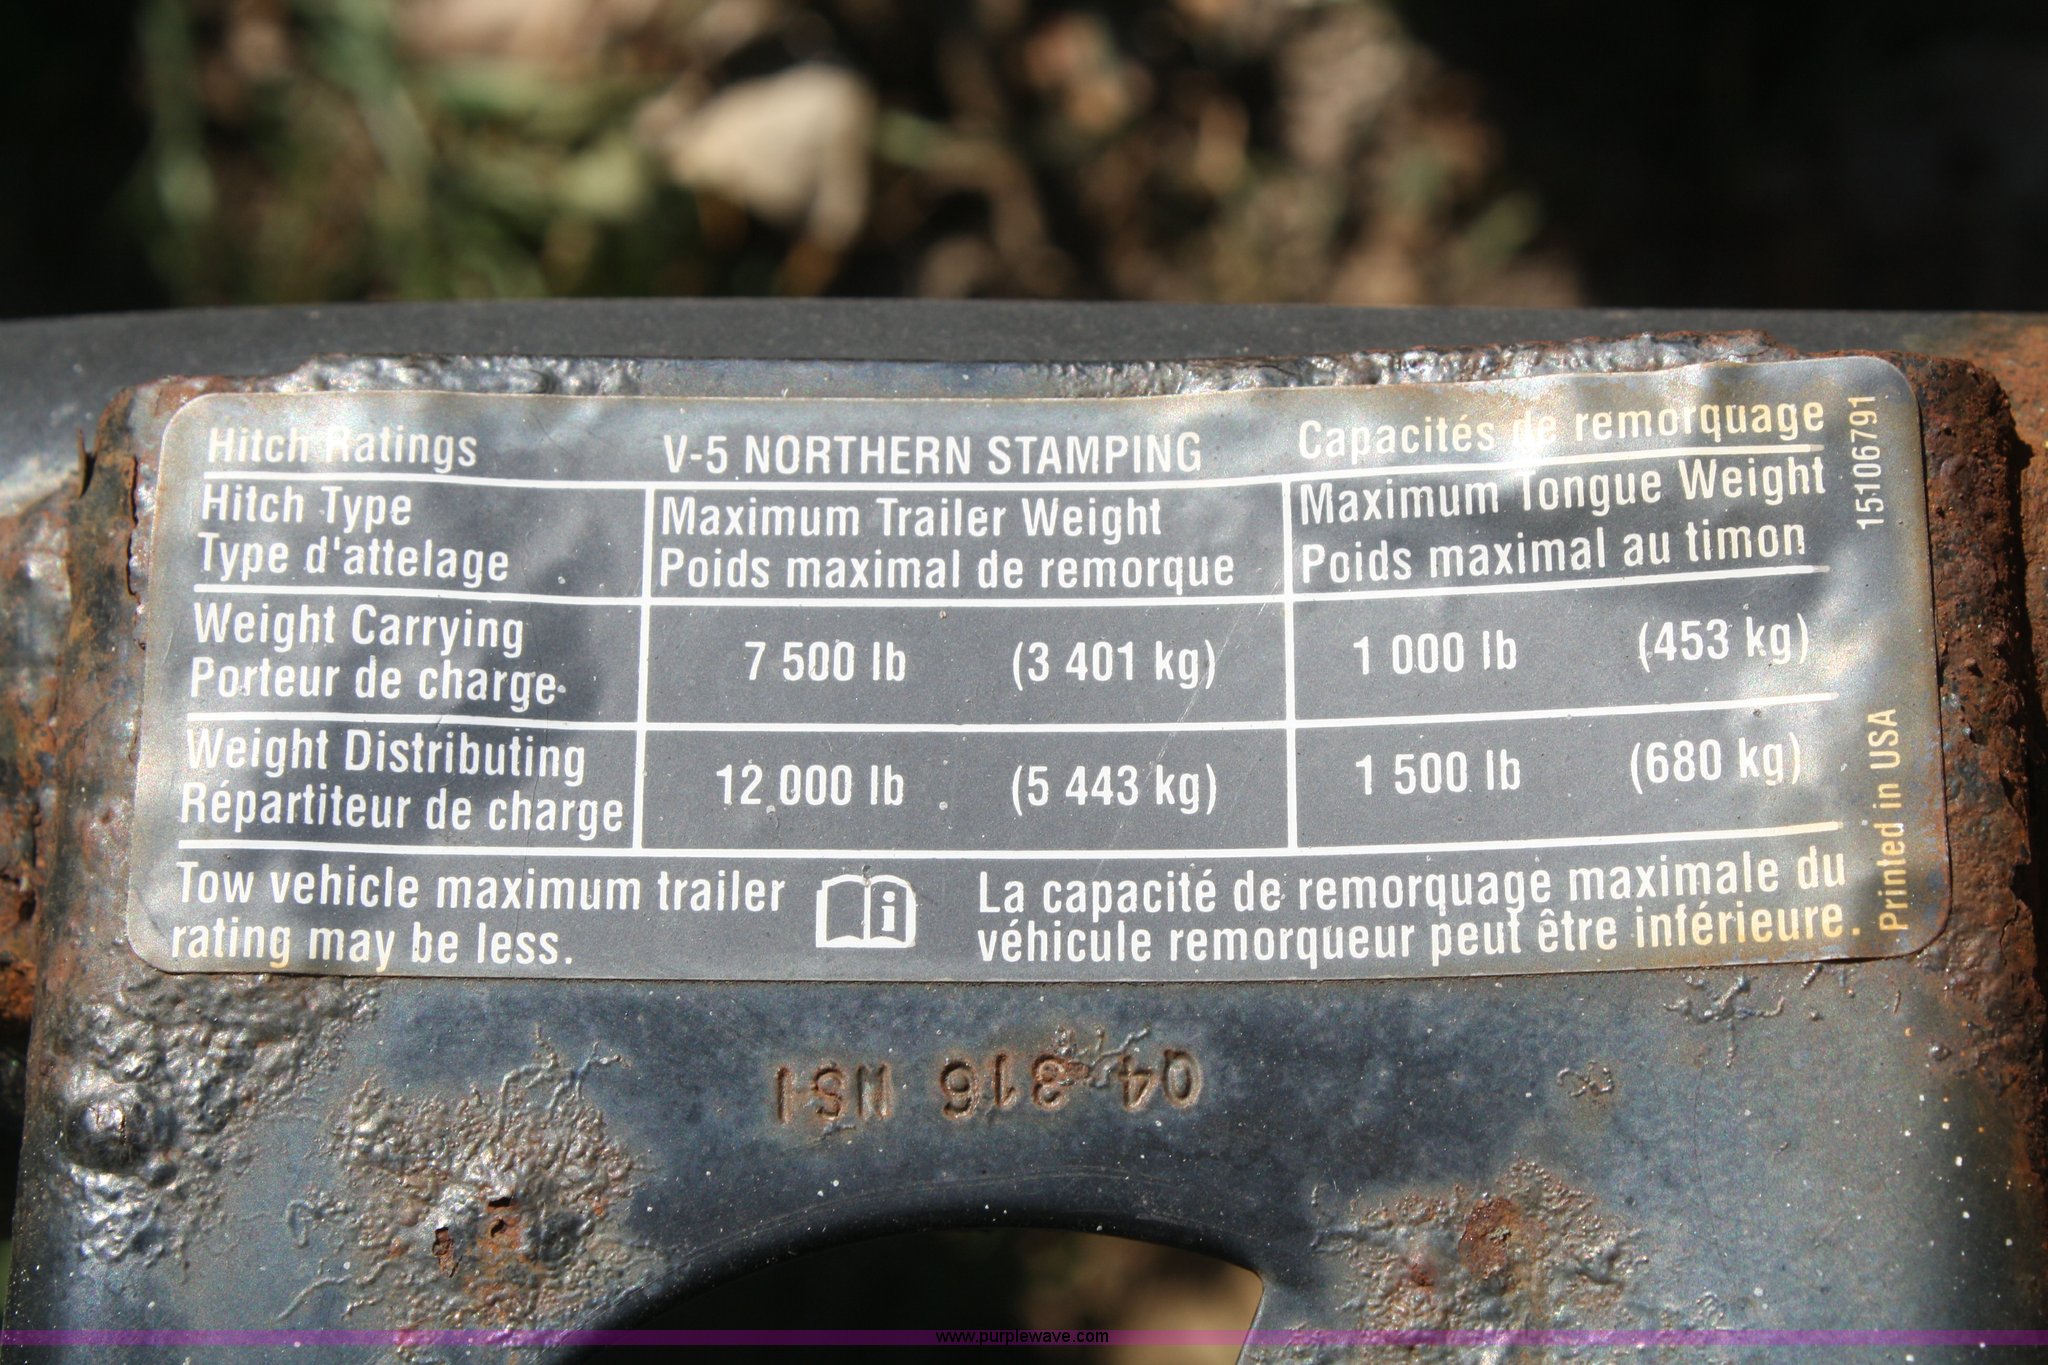 Hitch Ratings V-5 NORTHERN STAMPING Capacités de remorquage
Hitch Type Maximum Trailer Weight Maximum Tongue Weight
Type d'attelage Poids maximal de remorque Poids maximal au timon
Weight Carrying
Porteur de charge
7 500 lb (3 401 kg) 1 000 lb (453 kg)
Weight Distributing
Répartiteur de charge
12 000 lb (5 443 kg) 1 500 lb (680 kg)
Tow vehicle maximum trailer
rating may be less.
La capacité de remorquage maximale du
véhicule remorqueur peut être inférieure.
15106791
Printed in USA
04 316 NS1
www.purplewave.com